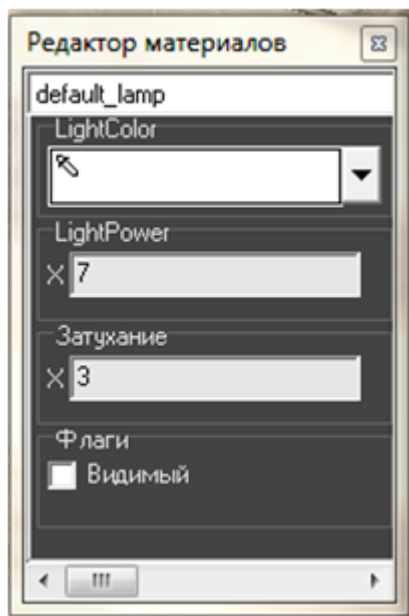 Редактор материалов
default_lamp
LightColor
LightPower
X 7
Затухание
X 3
Флаги
Видимый